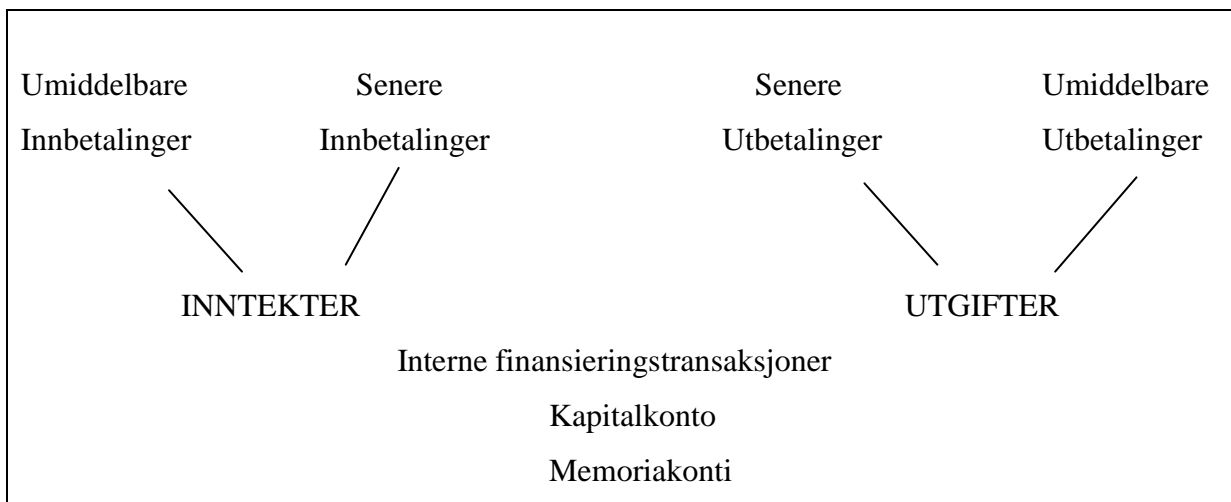 Umiddelbare Senere Senere Umiddelbare
Innbetalinger Innbetalinger Utbetalinger Utbetalinger
INNTEKTER UTGIFTER
Interne finansieringstransaksjoner
Kapitalkonto
Memoriakonti